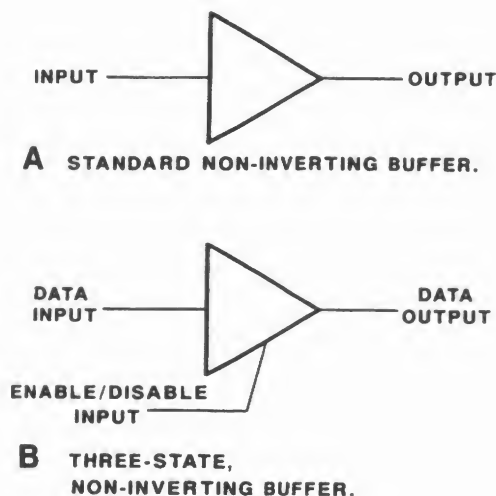 INPUT OUTPUT
A STANDARD NON-INVERTING BUFFER.
DATA INPUT
DATA OUTPUT
ENABLE/DISABLE
INPUT
B THREE-STATE,
NON-INVERTING BUFFER.